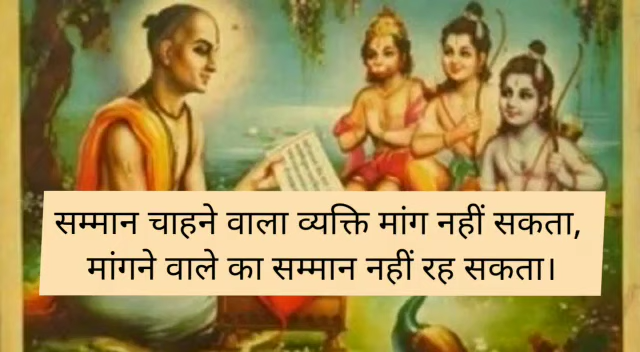 सम्मान चाहने वाला व्यक्ति मांग नहीं सकता,
मांगने वाले का सम्मान नहीं रह सकता।